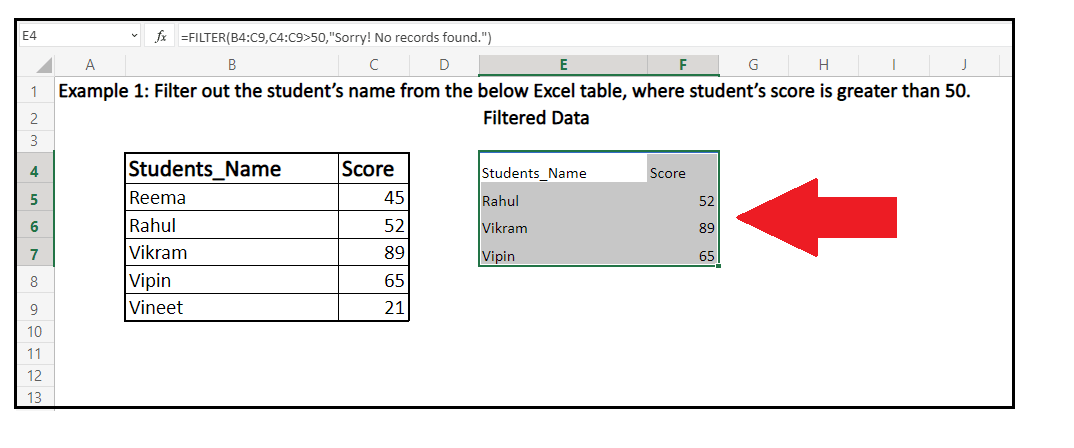 E4 fx =FILTER(B4:C9,C4:C9>50,"Sorry! No records found.")
A B C D E F G H I J
1 Example 1: Filter out the student’s name from the below Excel table, where student’s score is greater than 50.
2 Filtered Data
3
4 Students_Name Score Students_Name Score
5 Reema 45 Rahul 52
6 Rahul 52 Vikram 89
7 Vikram 89 Vipin 65
8 Vipin 65
9 Vineet 21
10
11
12
13